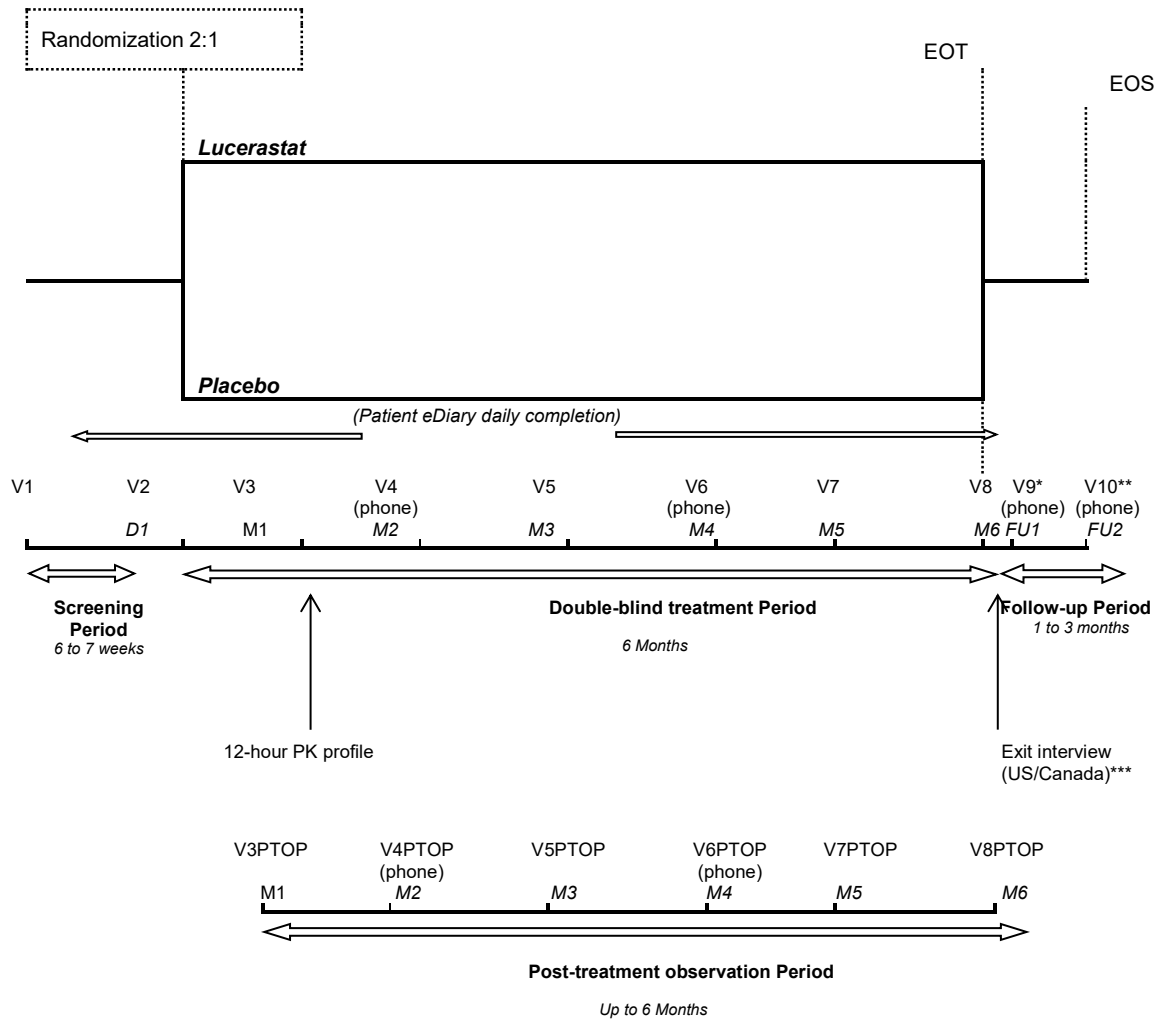 Randomization 2:1
EOT
EOS
Lucerastat
Placebo
(Patient eDiary daily completion)
V1 V2 V3 V4 V5 V6 V7 V8 V9* V10**
(phone) (phone) (phone) (phone)
D1 M1 M2 M3 M4 M5 M6 FU1 FU2
Screening Double-blind treatment Period Follow-up Period
Period
6 to 7 weeks 6 Months 1 to 3 months
12-hour PK profile Exit interview
(US/Canada)***
V3PTOP V4PTOP V5PTOP V6PTOP V7PTOP V8PTOP
(phone) (phone)
M1 M2 M3 M4 M5 M6
Post-treatment observation Period
Up to 6 Months